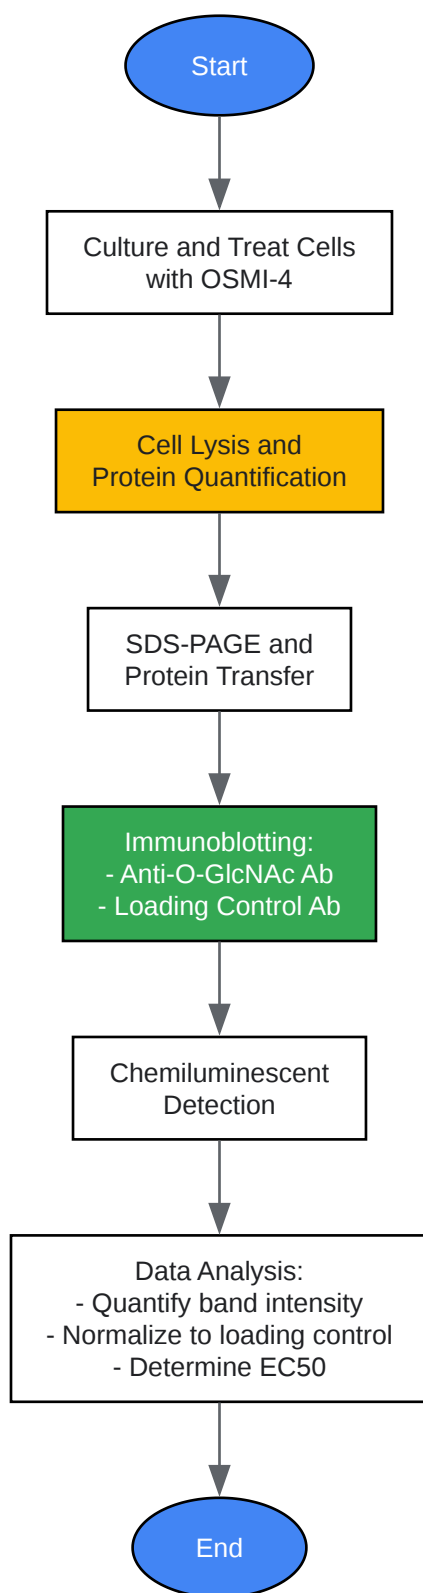 Start
Culture and Treat Cells
with OSMI-4
Cell Lysis and
Protein Quantification
SDS-PAGE and
Protein Transfer
Immunoblotting:
- Anti-O-GlcNAc Ab
- Loading Control Ab
Chemiluminescent
Detection
Data Analysis:
- Quantify band intensity
- Normalize to loading control
- Determine EC50
End